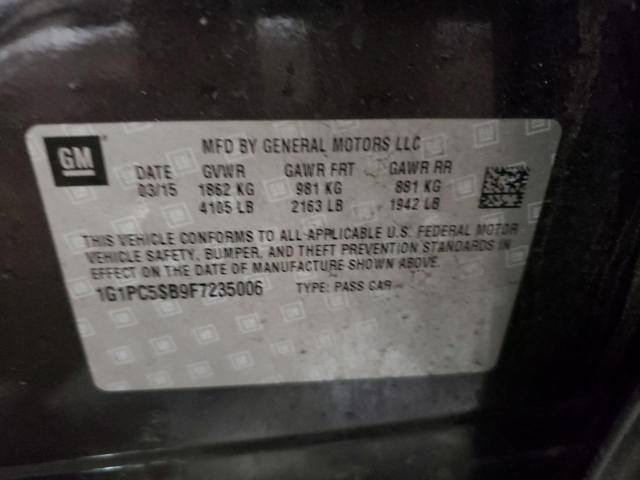 GM
MFD BY GENERAL MOTORS LLC
DATE GVWR GAWR FRT GAWR RR
03/15 1862 KG 981 KG 881 KG
4105 LB 2163 LB 1942 LB
THIS VEHICLE CONFORMS TO ALL APPLICABLE U.S. FEDERAL MOTOR
VEHICLE SAFETY, BUMPER, AND THEFT PREVENTION STANDARDS IN
EFFECT ON THE DATE OF MANUFACTURE SHOWN ABOVE.
1G1PC5SB9F7235006 TYPE: PASS CAR